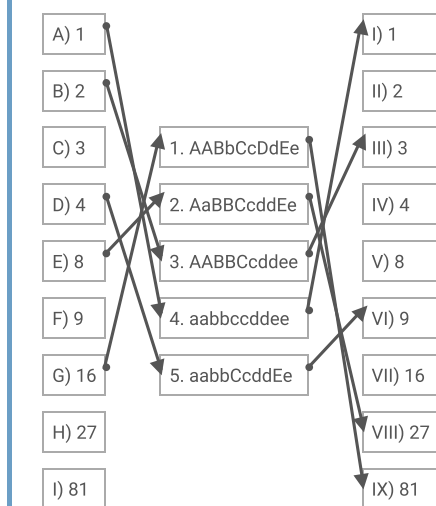 A) 1
B) 2
C) 3
D) 4
E) 8
F) 9
G) 16
H) 27
I) 81
1. AABbCcDdEe
2. AaBBCcddEe
3. AABBCcddee
4. aabbccddee
5. aabbCcddEe
I) 1
II) 2
III) 3
IV) 4
V) 8
VI) 9
VII) 16
VIII) 27
IX) 81